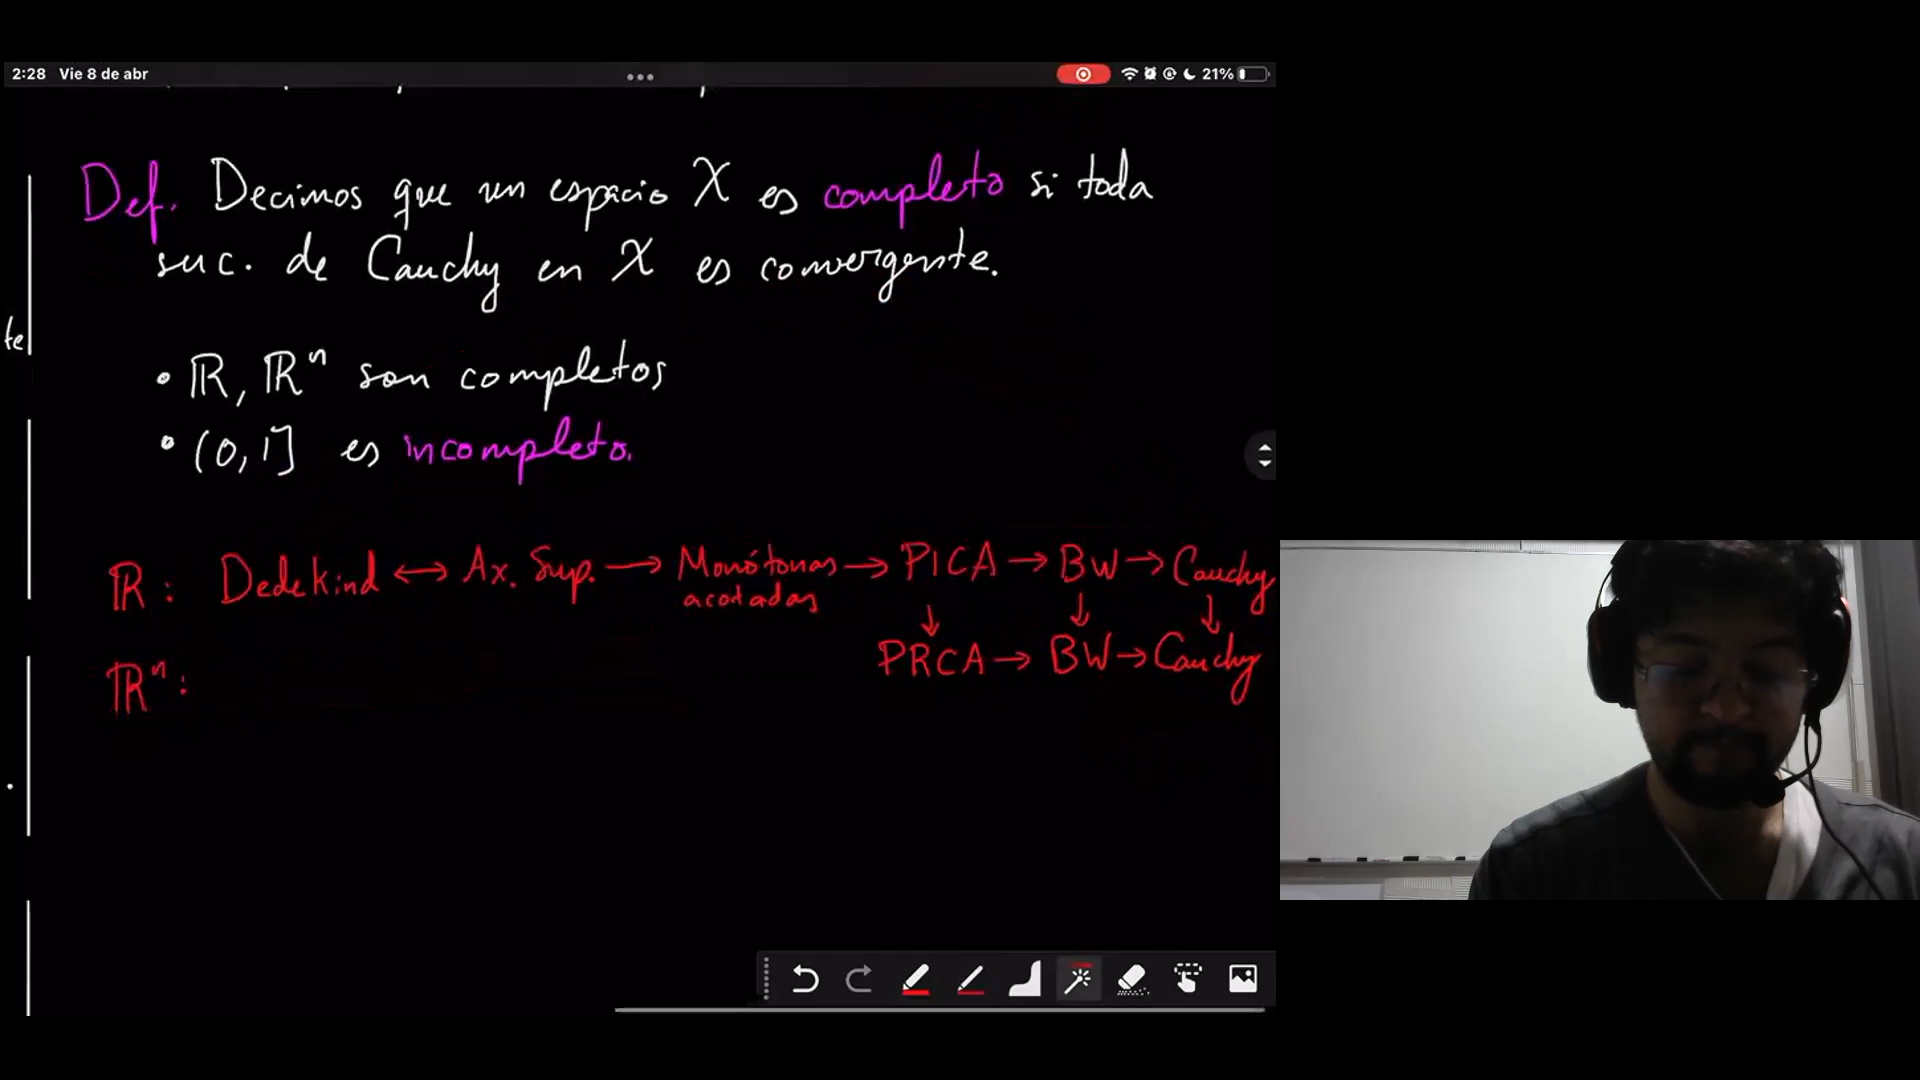 2:28 Vie 8 de abr
21%
Def. Decimos que un espacio X es completo si toda
suc. de Cauchy en X es convergente.
te
• ℝ, ℝⁿ son completos
• (0,1] es incompleto.
ℝ: Dedekind ↔ Ax. Sup. → Monótonas acotadas → PICA → BW → Cauchy
↓ ↓ ↓
PRCA → BW → Cauchy
ℝⁿ: